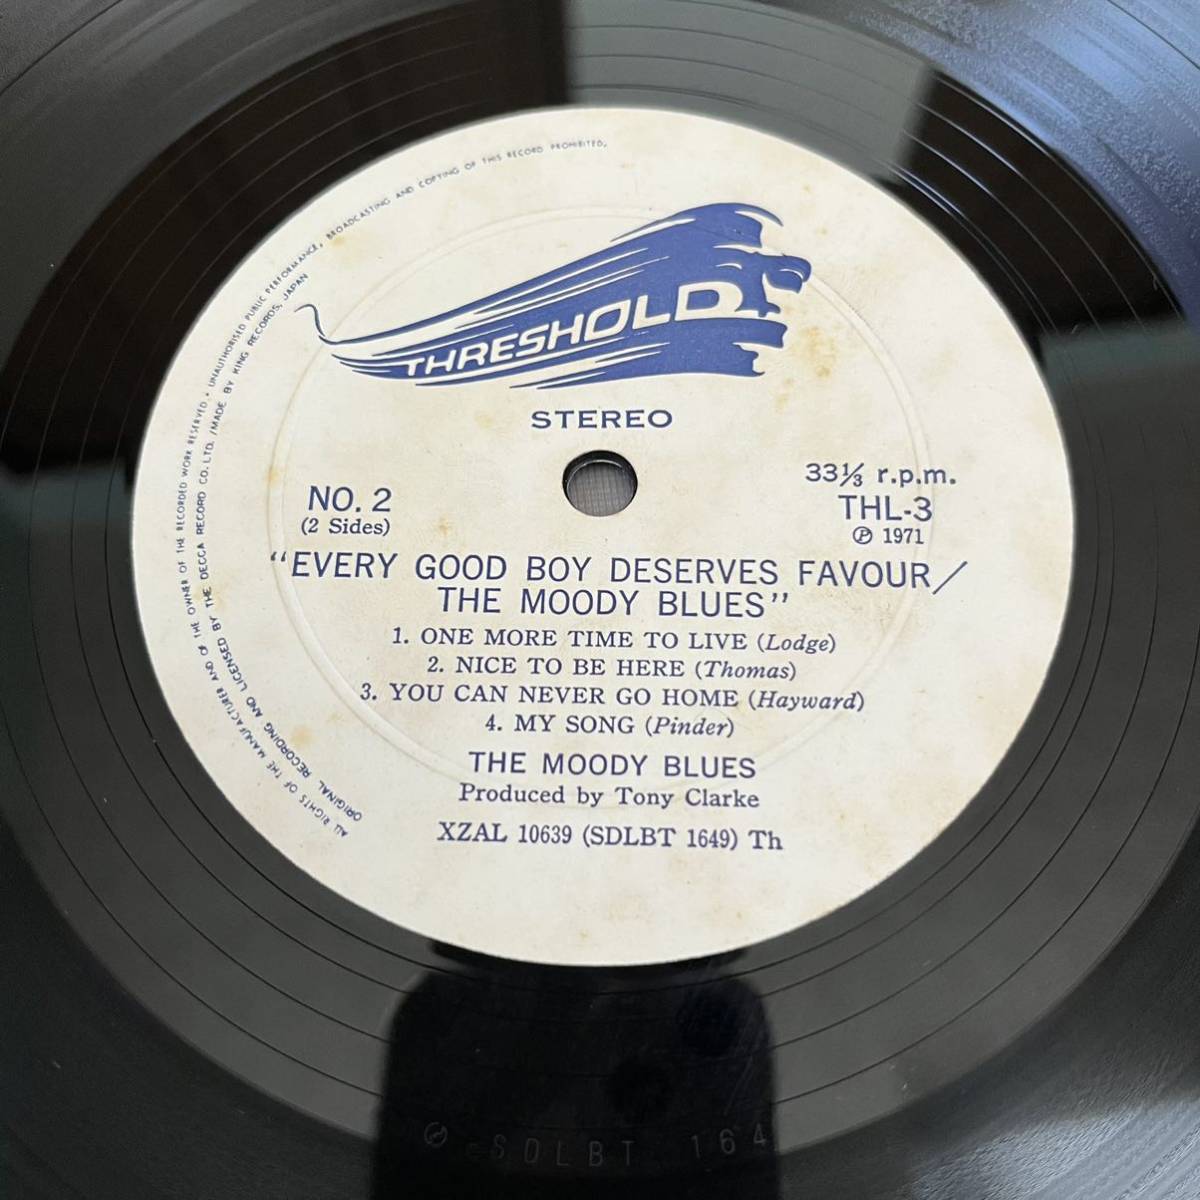 ALL RIGHTS OF THE MANUFACTURER AND OF THE OWNER OF THE RECORDED WORK RESERVED. UNAUTHORISED PUBLIC PERFORMANCE, BROADCASTING AND COPYING OF THIS RECORD PROHIBITED.
ORIGINAL RECORDING AND LICENSED BY THE DECCA RECORD CO. LTD. /MADE BY KING RECORDS, JAPAN
THRESHOLD
STEREO
NO. 2
(2 Sides)
33⅓ r.p.m.
THL-3
℗ 1971
“EVERY GOOD BOY DESERVES FAVOUR/
THE MOODY BLUES”
1. ONE MORE TIME TO LIVE (Lodge)
2. NICE TO BE HERE (Thomas)
3. YOU CAN NEVER GO HOME (Hayward)
4. MY SONG (Pinder)
THE MOODY BLUES
Produced by Tony Clarke
XZAL 10639 (SDLBT 1649) Th
SDLBT 164